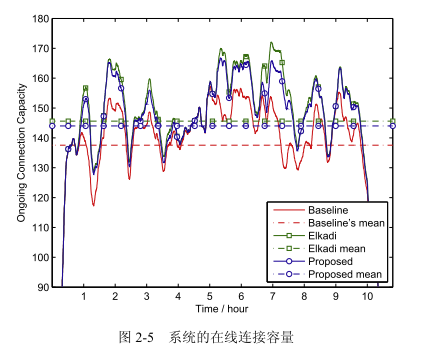 180
170
160
150
140
130
120
110
100
90
Ongoing Connection Capacity
1 2 3 4 5 6 7 8 9 10
Time / hour
Baseline
Baseline's mean
Elkadi
Elkadi mean
Proposed
Proposed mean
图 2-5 系统的在线连接容量